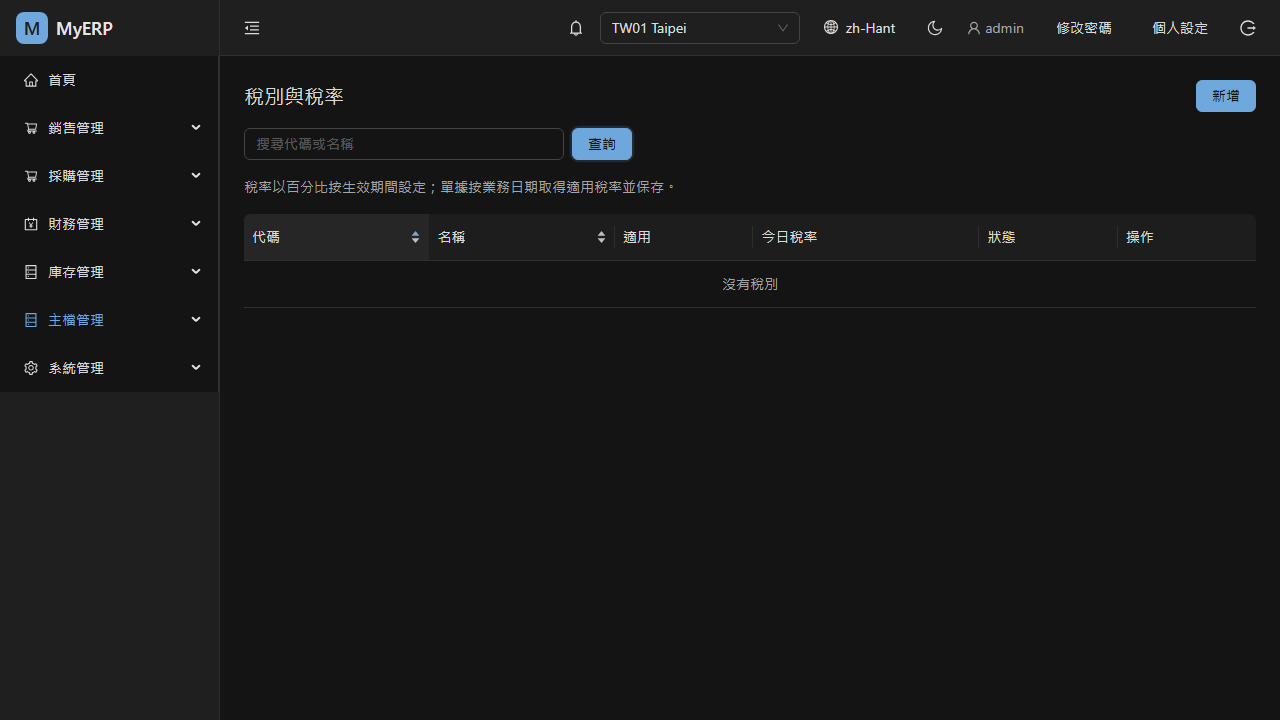 M MyERP
TW01 Taipei
zh-Hant
admin
修改密碼
個人設定
首頁
銷售管理
採購管理
財務管理
庫存管理
主檔管理
系統管理
稅別與稅率
新增
搜尋代碼或名稱
查詢
稅率以百分比按生效期間設定；單據按業務日期取得適用稅率並保存。
代碼 名稱 適用 今日稅率 狀態 操作
沒有稅別